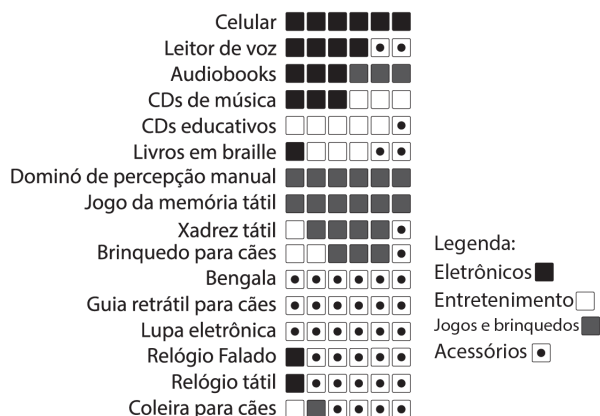 Celular
Leitor de voz
Audiobooks
CDs de música
CDs educativos
Livros em braille
Dominó de percepção manual
Jogo da memória tátil
Xadrez tátil
Brinquedo para cães
Bengala
Guia retrátil para cães
Lupa eletrônica
Relógio Falado
Relógio tátil
Coleira para cães
Legenda:
Eletrônicos
Entretenimento
Jogos e brinquedos
Acessórios